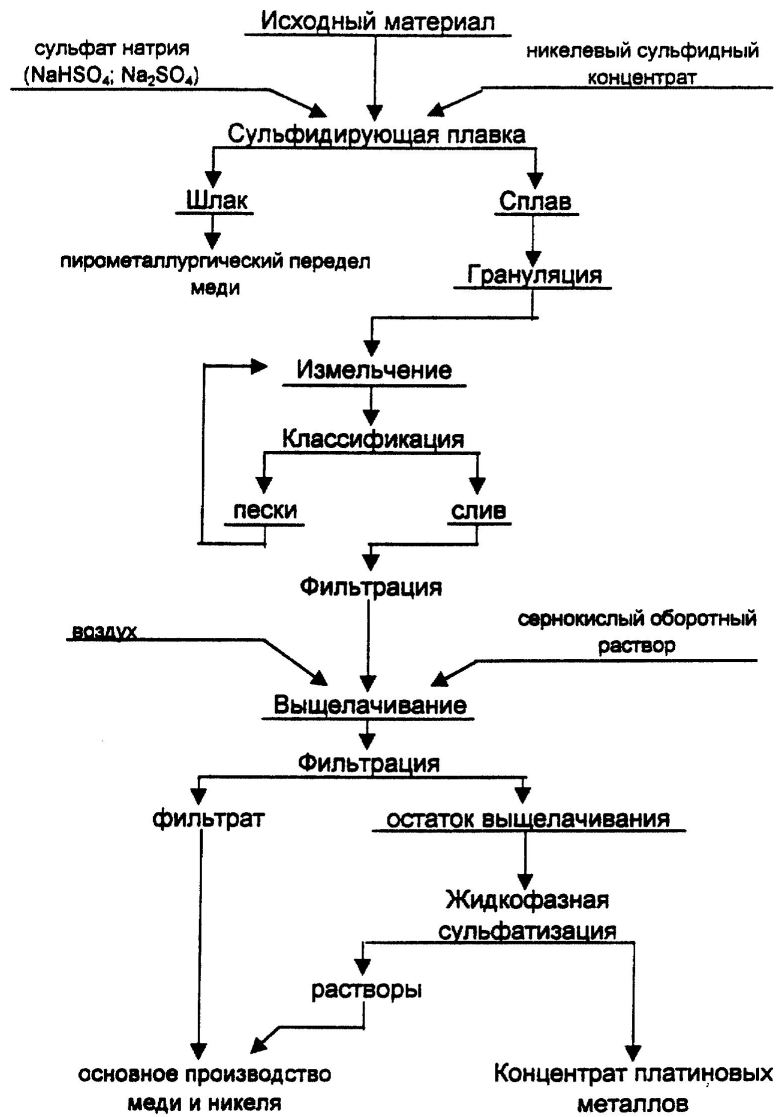 Исходный материал
сульфат натрия
(NaHSO₄; Na₂SO₄)
никелевый сульфидный
концентрат
Сульфидирующая плавка
Шлак
Сплав
пирометаллургический передел
меди
Грануляция
Измельчение
Классификация
пески
слив
Фильтрация
воздух
сернокислый оборотный
раствор
Выщелачивание
Фильтрация
фильтрат
остаток выщелачивания
Жидкофазная
сульфатизация
растворы
основное производство
меди и никеля
Концентрат платиновых
металлов